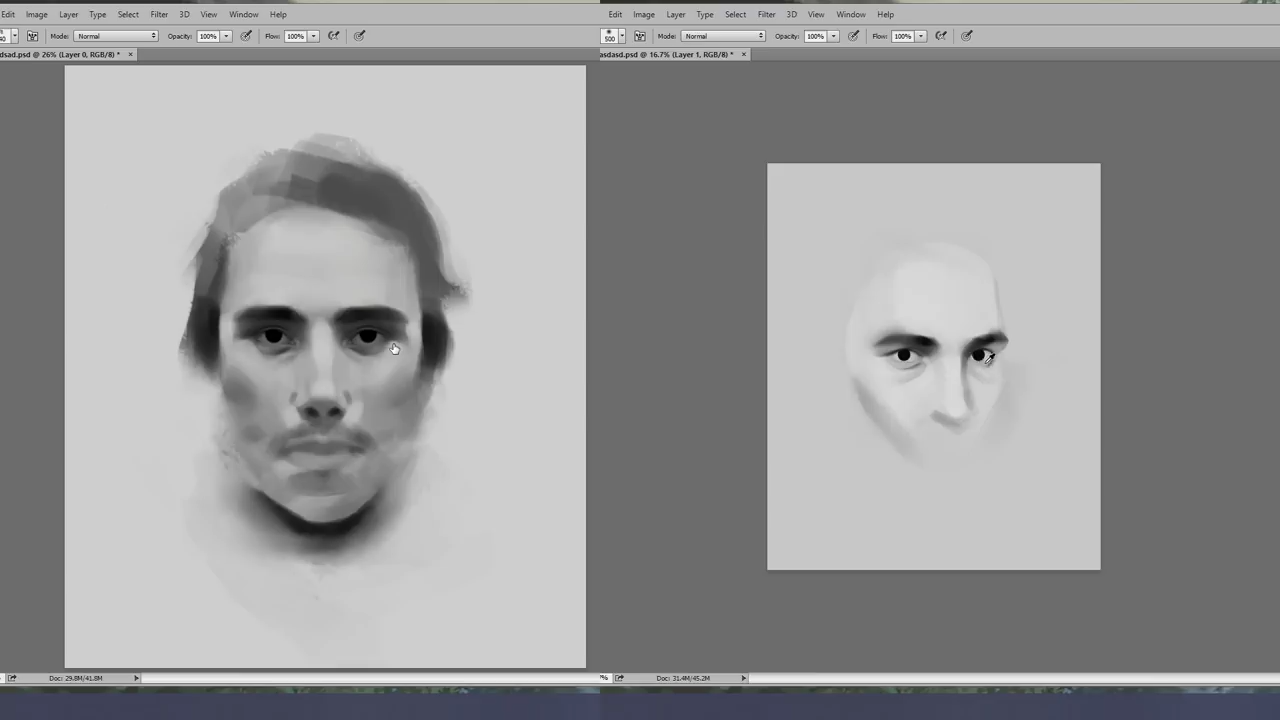 Edit Image Layer Type Select Filter 3D View Window Help
Mode: Normal Opacity: 100% Flow: 100%
dsad.psd @ 26% (Layer 0, RGB/8) * ×
Doc: 29.8M/41.8M
Edit Image Layer Type Select Filter 3D View Window Help
500 Mode: Normal Opacity: 100% Flow: 100%
asdasd.psd @ 16.7% (Layer 1, RGB/8) * ×
% Doc: 31.4M/45.2M